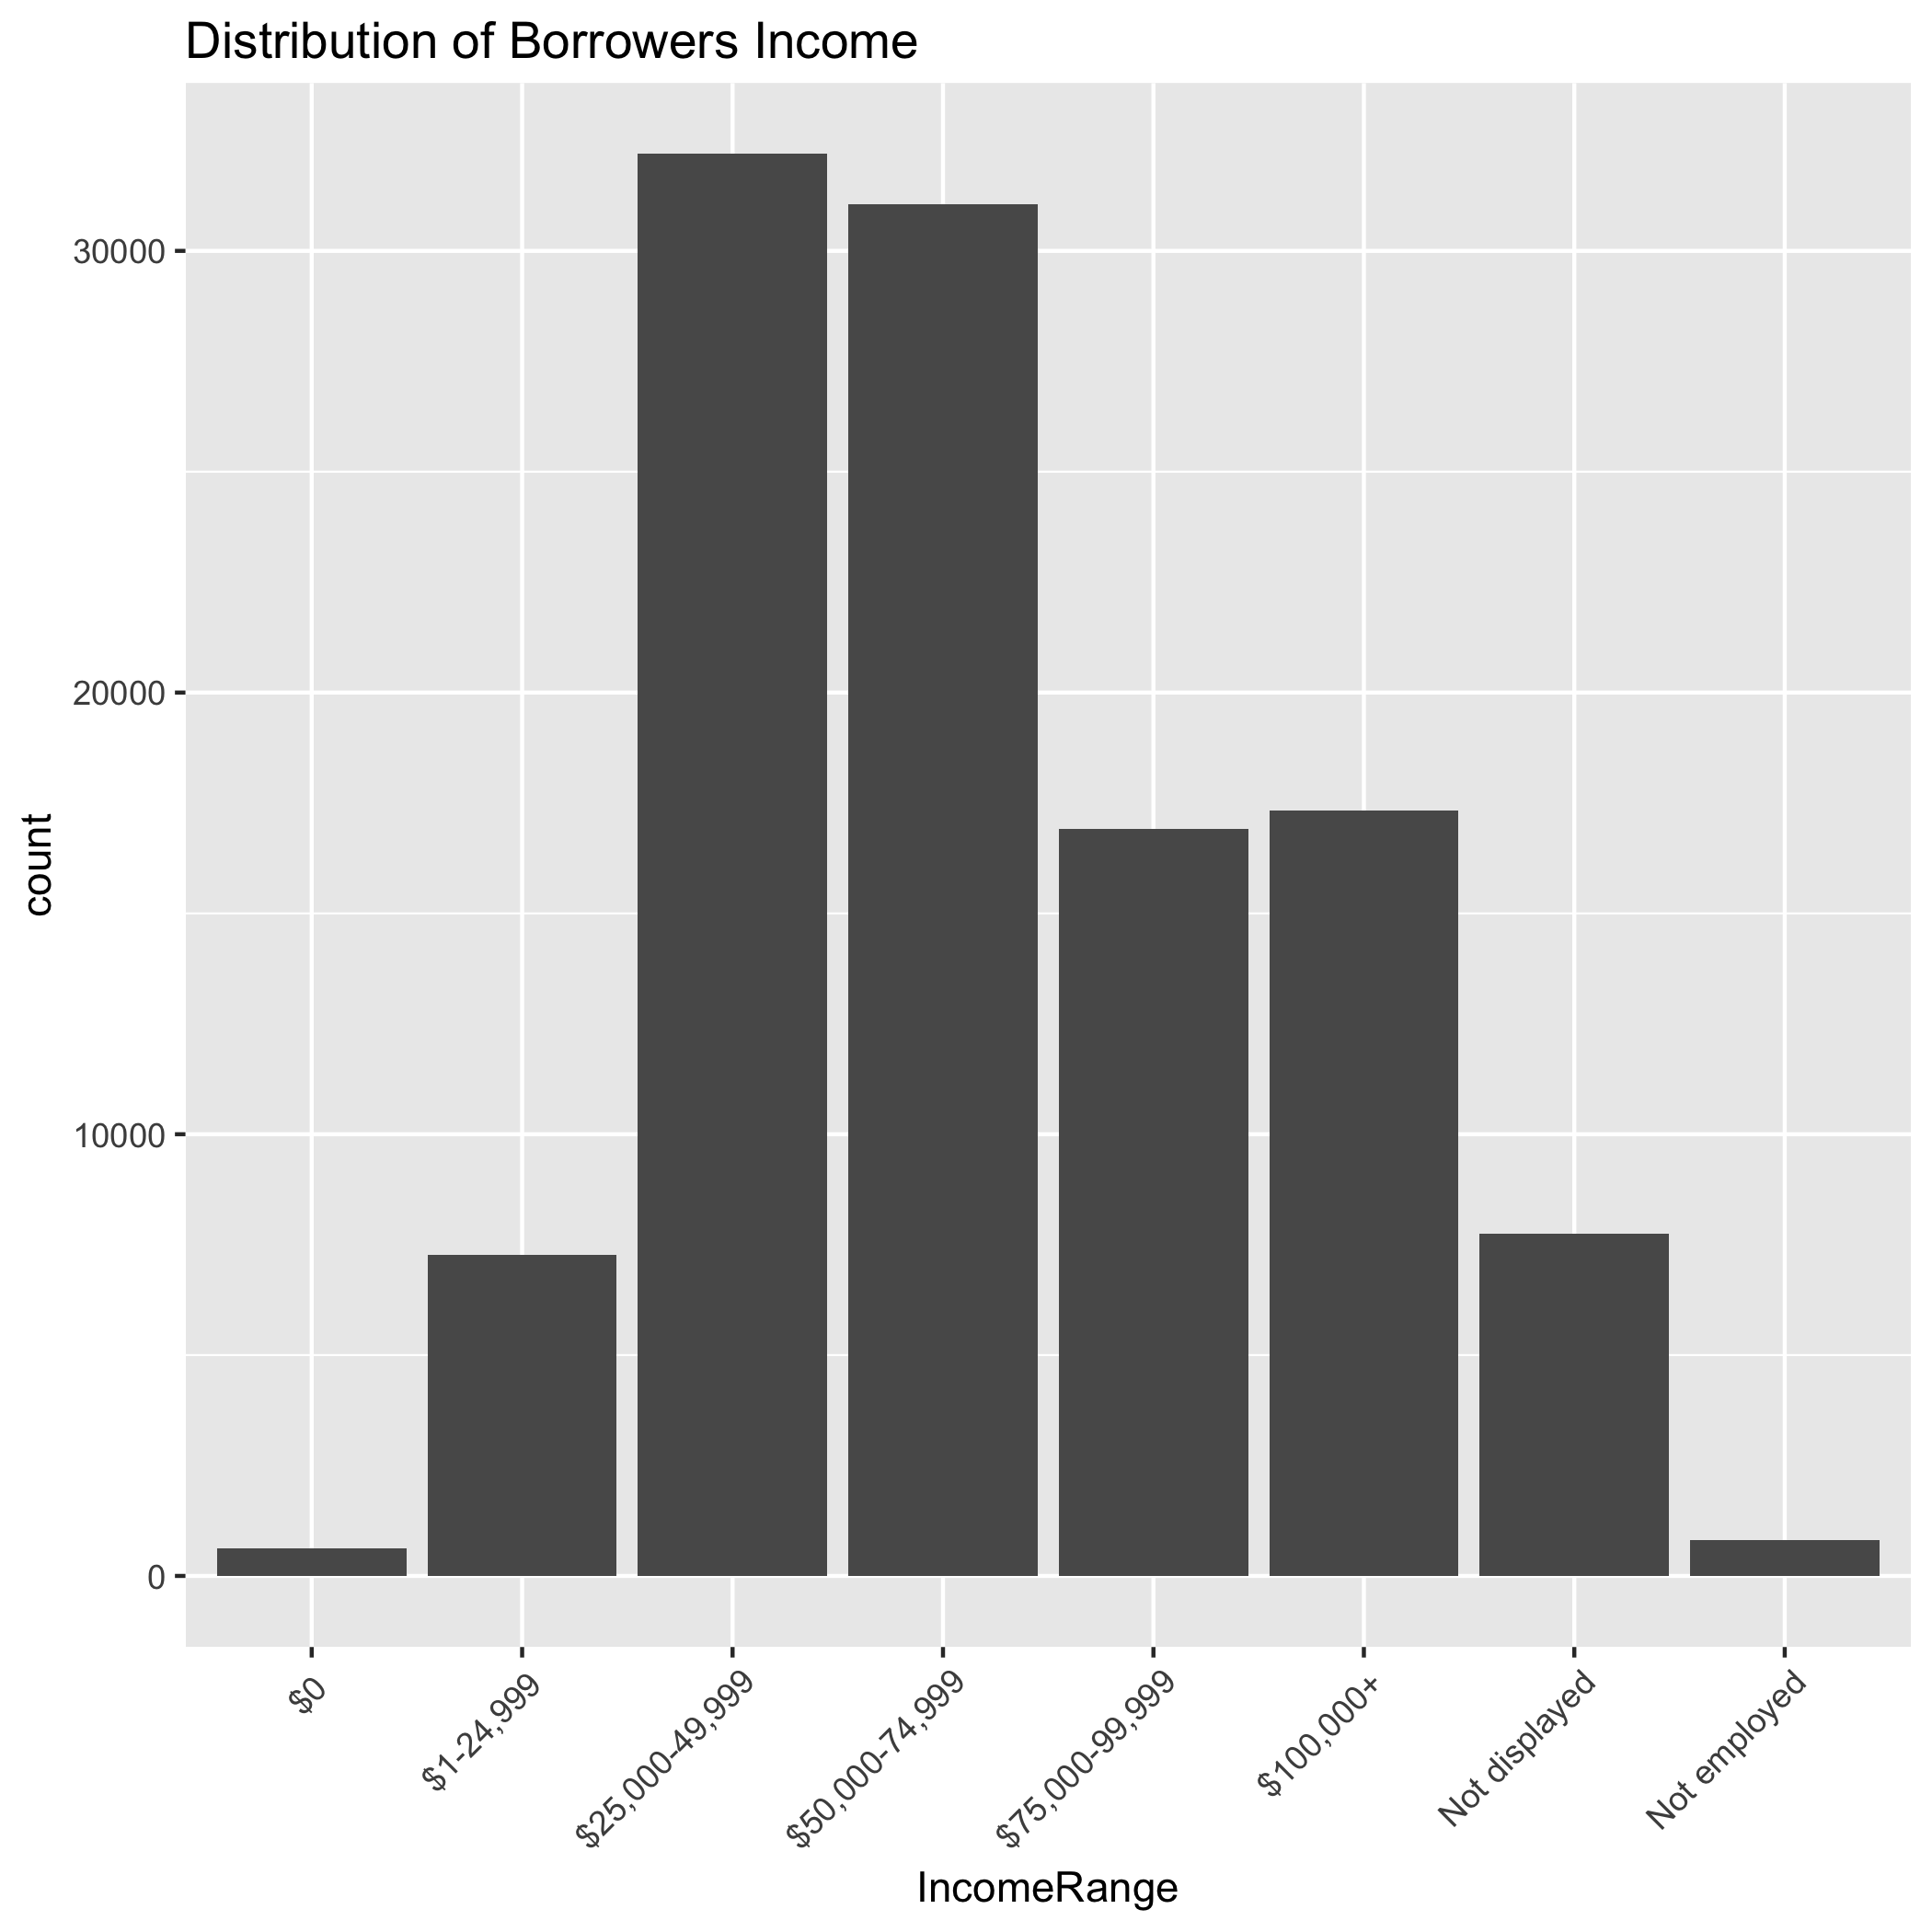 Distribution of Borrowers Income
count
30000
20000
10000
0
$0
$1-24,999
$25,000-49,999
$50,000-74,999
$75,000-99,999
$100,000+
Not displayed
Not employed
IncomeRange